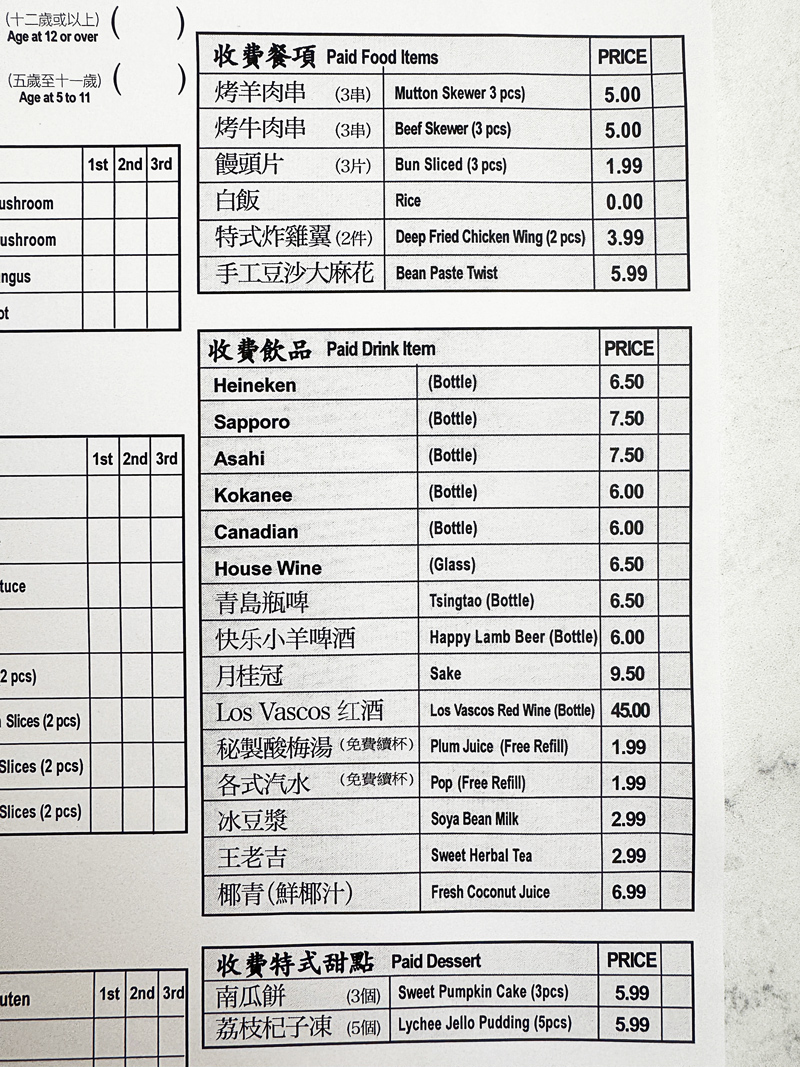 (十二歲或以上) ( )
Age at 12 or over
(五歲至十一歲) ( )
Age at 5 to 11
1st 2nd 3rd
ushroom
ushroom
ngus
ot
1st 2nd 3rd
tuce
2 pcs)
Slices (2 pcs)
Slices (2 pcs)
Slices (2 pcs)
uten 1st 2nd 3rd
收費餐項 Paid Food Items PRICE
烤羊肉串 (3串) Mutton Skewer 3 pcs) 5.00
烤牛肉串 (3串) Beef Skewer (3 pcs) 5.00
饅頭片 (3片) Bun Sliced (3 pcs) 1.99
白飯 Rice 0.00
特式炸雞翼 (2件) Deep Fried Chicken Wing (2 pcs) 3.99
手工豆沙大麻花 Bean Paste Twist 5.99
收費飲品 Paid Drink Item PRICE
Heineken (Bottle) 6.50
Sapporo (Bottle) 7.50
Asahi (Bottle) 7.50
Kokanee (Bottle) 6.00
Canadian (Bottle) 6.00
House Wine (Glass) 6.50
青島瓶啤 Tsingtao (Bottle) 6.50
快乐小羊啤酒 Happy Lamb Beer (Bottle) 6.00
月桂冠 Sake 9.50
Los Vascos 红酒 Los Vascos Red Wine (Bottle) 45.00
秘製酸梅湯 (免費續杯) Plum Juice (Free Refill) 1.99
各式汽水 (免費續杯) Pop (Free Refill) 1.99
冰豆漿 Soya Bean Milk 2.99
王老吉 Sweet Herbal Tea 2.99
椰青(鮮椰汁) Fresh Coconut Juice 6.99
收費特式甜點 Paid Dessert PRICE
南瓜餅 (3個) Sweet Pumpkin Cake (3pcs) 5.99
荔枝杞子凍 (5個) Lychee Jello Pudding (5pcs) 5.99